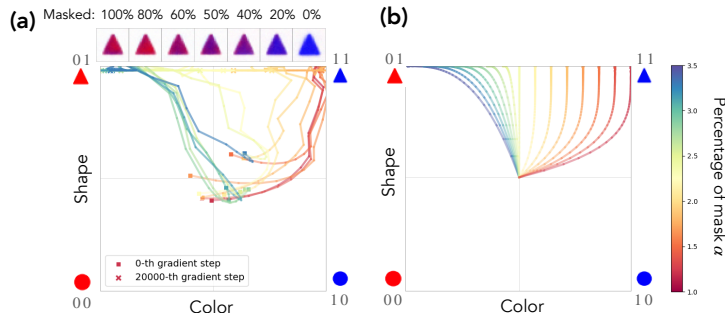 (a)
Masked: 100% 80% 60% 50% 40% 20% 0%
01
11
Shape
0-th gradient step
20000-th gradient step
00
Color
10
(b)
01
11
Shape
00
Color
10
3.5
3.0
2.5
2.0
1.5
1.0
Percentage of mask α